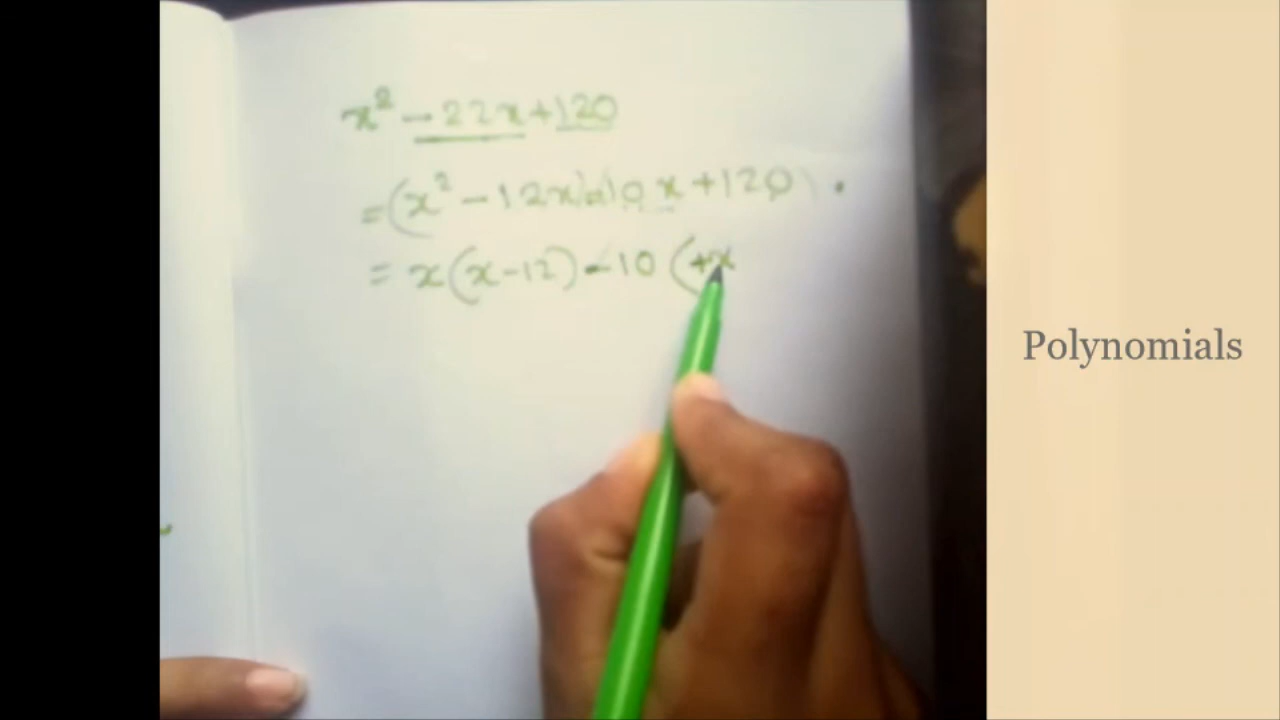 x² - 22x + 120
= (x² - 12x) - 10x + 120)
= x(x - 12) - 10 (+x
Polynomials